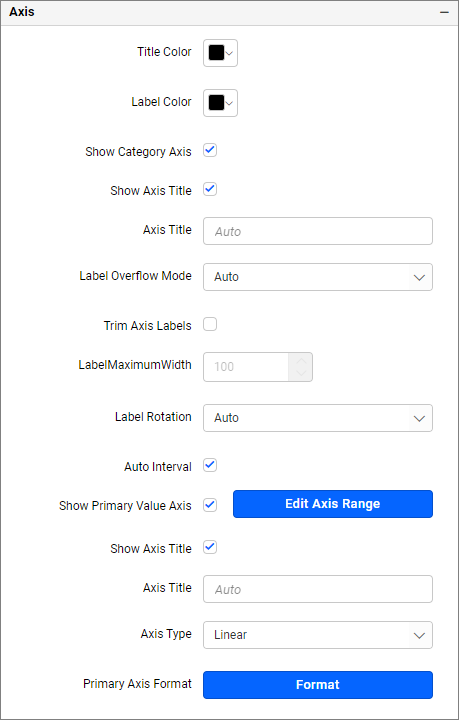 Axis
Title Color
Label Color
Show Category Axis
Show Axis Title
Axis Title Auto
Label Overflow Mode Auto
Trim Axis Labels
LabelMaximumWidth 100
Label Rotation Auto
Auto Interval
Show Primary Value Axis Edit Axis Range
Show Axis Title
Axis Title Auto
Axis Type Linear
Primary Axis Format Format